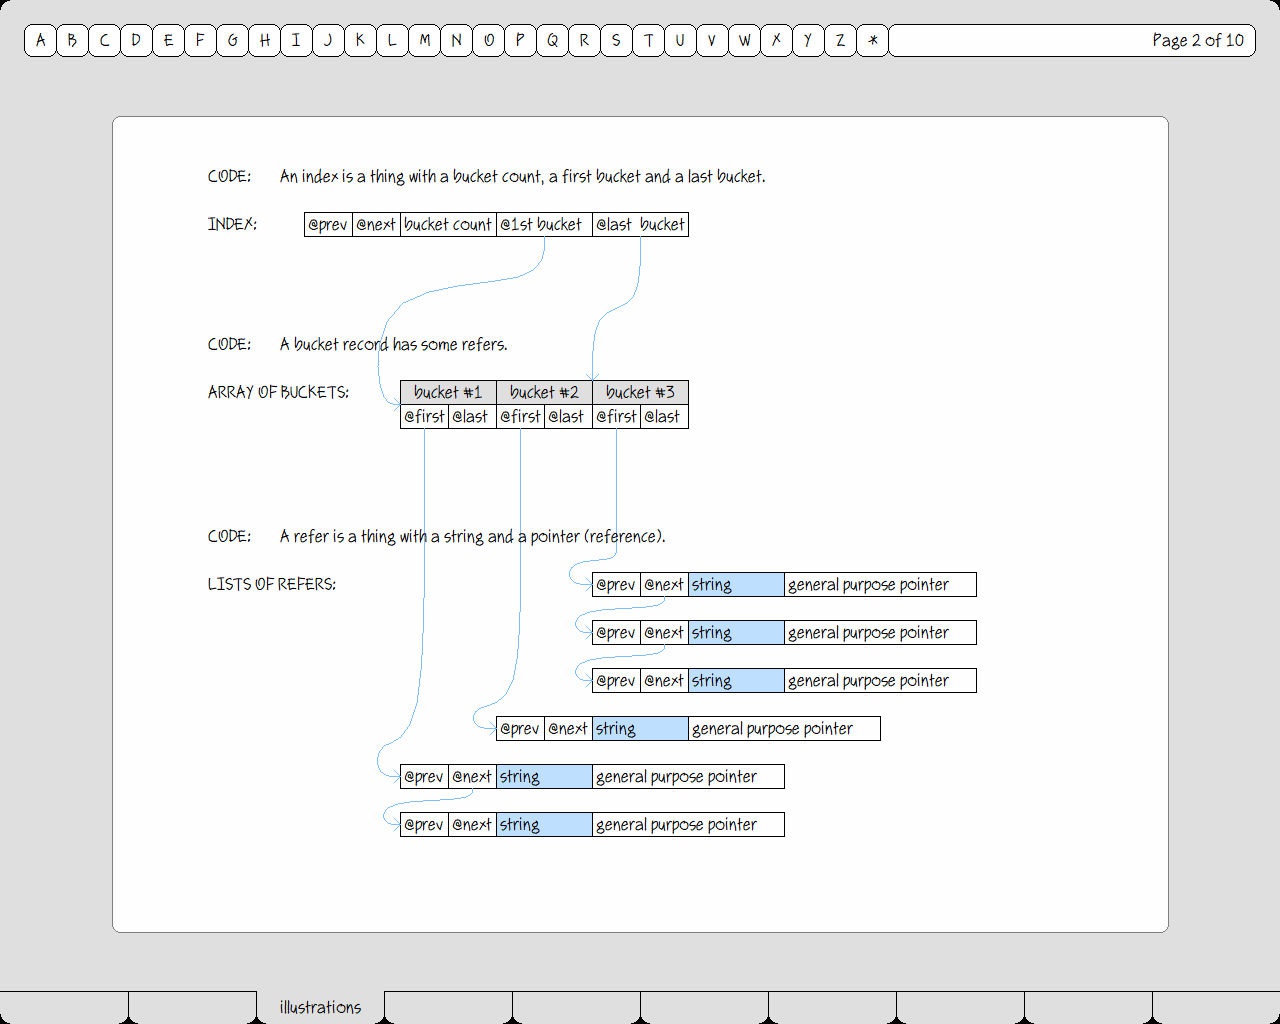 A B C D E F G H I J K L M N O P Q R S T U V W X Y Z * Page 2 of 10
CODE: An index is a thing with a bucket count, a first bucket and a last bucket.
INDEX: @prev @next bucket count @1st bucket @last bucket
CODE: A bucket record has some refers.
ARRAY OF BUCKETS: bucket #1 bucket #2 bucket #3
@first @last @first @last @first @last
CODE: A refer is a thing with a string and a pointer (reference).
LISTS OF REFERS: @prev @next string general purpose pointer
@prev @next string general purpose pointer
@prev @next string general purpose pointer
@prev @next string general purpose pointer
@prev @next string general purpose pointer
@prev @next string general purpose pointer
illustrations